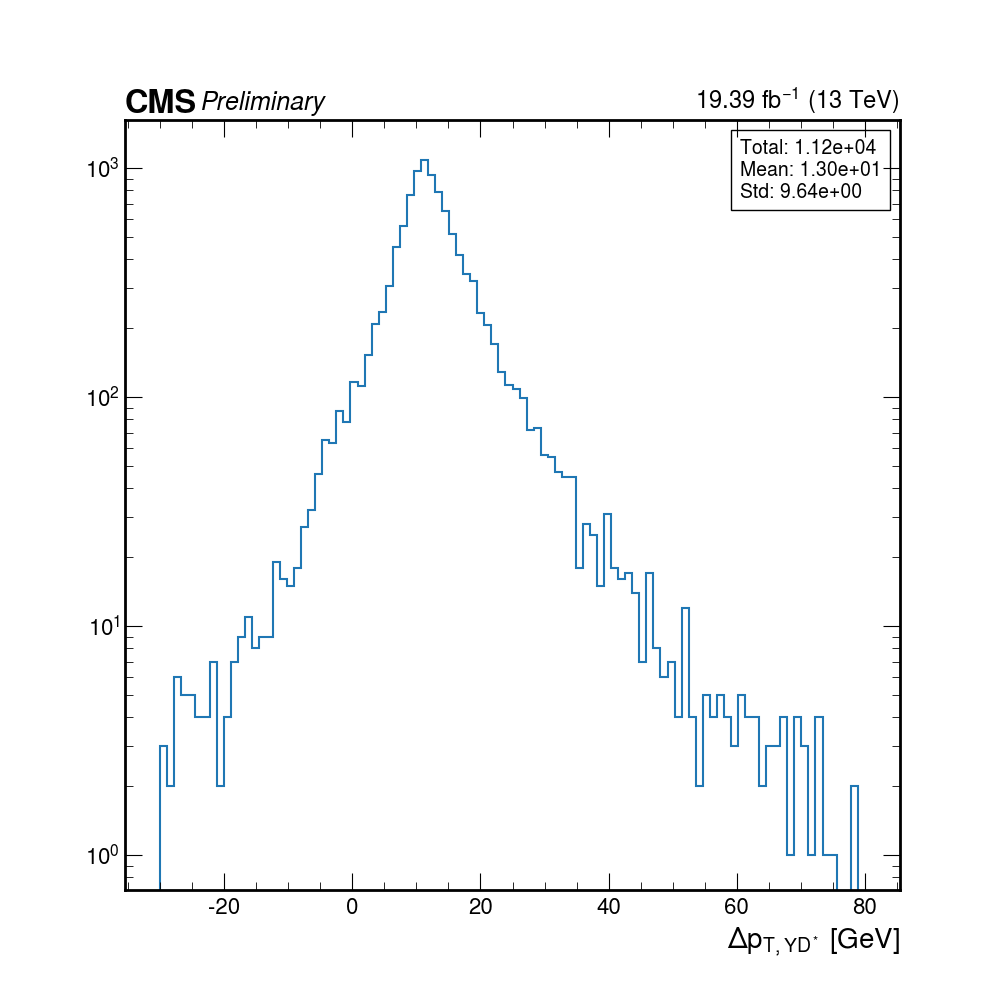 CMS Preliminary 19.39 fb⁻¹ (13 TeV)
Total: 1.12e+04
Mean: 1.30e+01
Std: 9.64e+00
10³
10²
10¹
10⁰
-20 0 20 40 60 80
Δp_{T, YD*} [GeV]